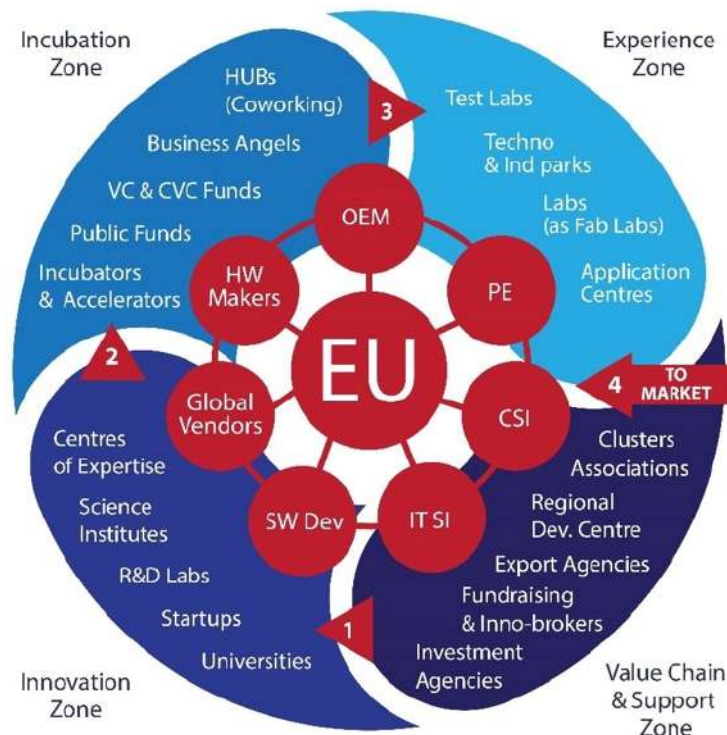 Incubation
Zone
Experience
Zone
HUBs
(Coworking)
Business Angels
VC & CVC Funds
Public Funds
Incubators
& Accelerators
3
Test Labs
Techno
& Ind parks
Labs
(as Fab Labs)
Application
Centres
OEM
HW
Makers
PE
EU
Global
Vendors
CSI
SW Dev
IT SI
2
4
TO
MARKET
Centres
of Expertise
Science
Institutes
R&D Labs
Startups
Universities
1
Clusters
Associations
Regional
Dev. Centre
Export Agencies
Fundraising
& Inno-brokers
Investment
Agencies
Innovation
Zone
Value Chain
& Support
Zone